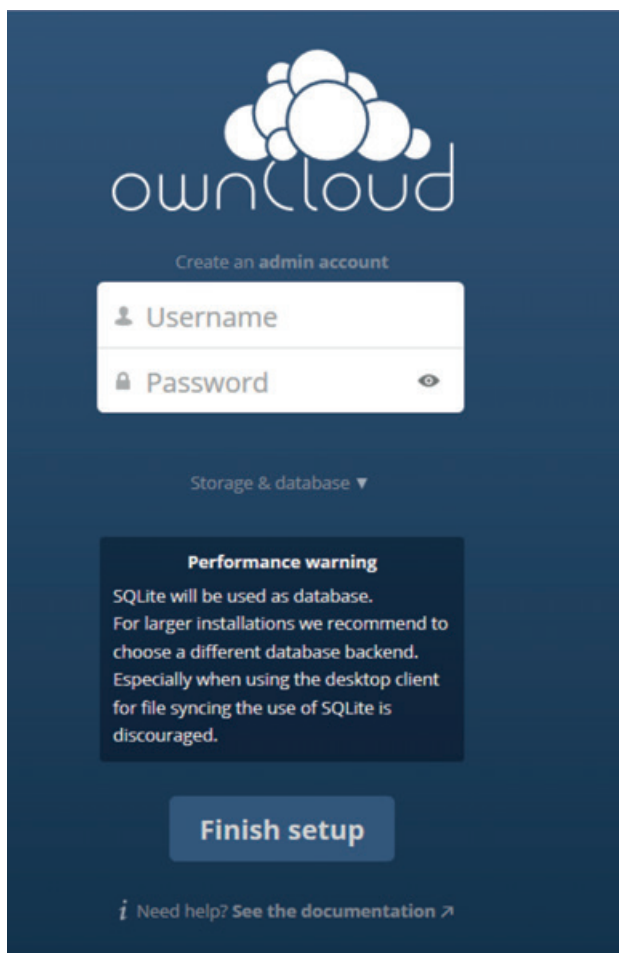 ownCloud
Create an admin account
Username
Password
Storage & database ▼
Performance warning
SQLite will be used as database.
For larger installations we recommend to
choose a different database backend.
Especially when using the desktop client
for file syncing the use of SQLite is
discouraged.
Finish setup
i Need help? See the documentation ↗